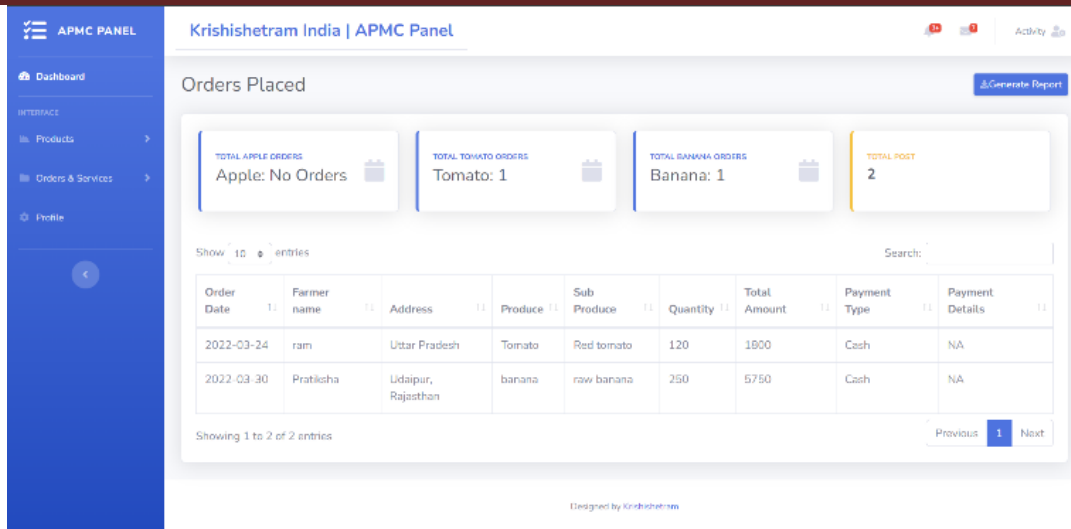 APMC PANEL
Krishishetram India | APMC Panel
3+
7
Activity
Dashboard
INTERFACE
Products
Orders & Services
Profile
Orders Placed
Generate Report
TOTAL APPLE ORDERS
Apple: No Orders
TOTAL TOMATO ORDERS
Tomato: 1
TOTAL BANANA ORDERS
Banana: 1
TOTAL POST
2
Show 10 entries
Search:
Order Date Farmer name Address Produce Sub Produce Quantity Total Amount Payment Type Payment Details
2022-03-24 ram Uttar Pradesh Tomato Red tomato 120 1800 Cash NA
2022-03-30 Pratiksha Udaipur, Rajasthan banana raw banana 250 5750 Cash NA
Showing 1 to 2 of 2 entries
Previous 1 Next
Designed by Krishishetram